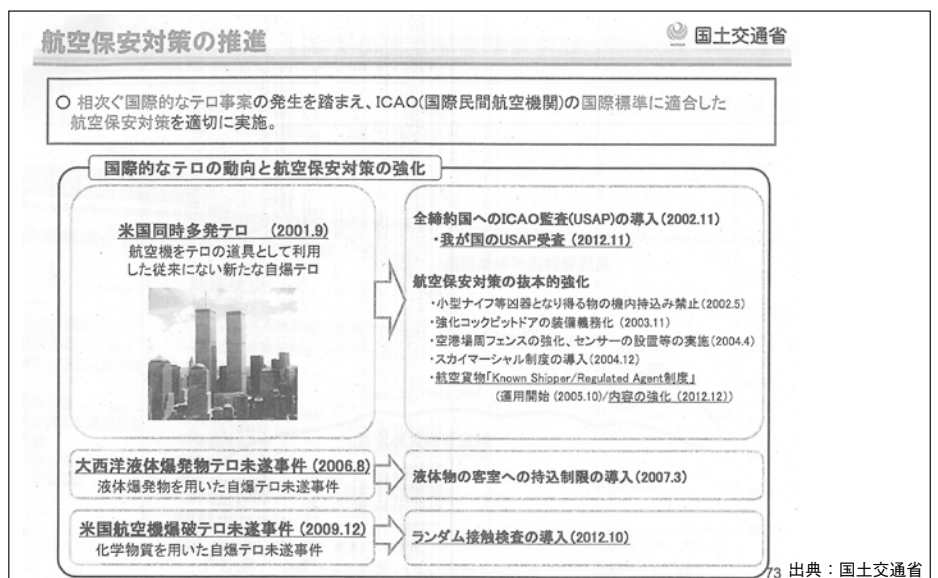 航空保安対策の推進
国土交通省
○ 相次ぐ国際的なテロ事案の発生を踏まえ、ICAO(国際民間航空機関)の国際標準に適合した
航空保安対策を適切に実施。
国際的なテロの動向と航空保安対策の強化
米国同時多発テロ (2001.9)
航空機をテロの道具として利用
した従来にない新たな自爆テロ
全締約国へのICAO監査(USAP)の導入(2002.11)
・我が国のUSAP受査 (2012.11)
航空保安対策の抜本的強化
・小型ナイフ等凶器となり得る物の機内持込み禁止(2002.5)
・強化コックピットドアの装備義務化 (2003.11)
・空港場周フェンスの強化、センサーの設置等の実施(2004.4)
・スカイマーシャル制度の導入(2004.12)
・航空貨物「Known Shipper/Regulated Agent制度」
(運用開始 (2005.10)/内容の強化 (2012.12))
大西洋液体爆発物テロ未遂事件 (2006.8)
液体爆発物を用いた自爆テロ未遂事件
液体物の客室への持込制限の導入(2007.3)
米国航空機爆破テロ未遂事件 (2009.12)
化学物質を用いた自爆テロ未遂事件
ランダム接触検査の導入(2012.10)
73
出典：国土交通省